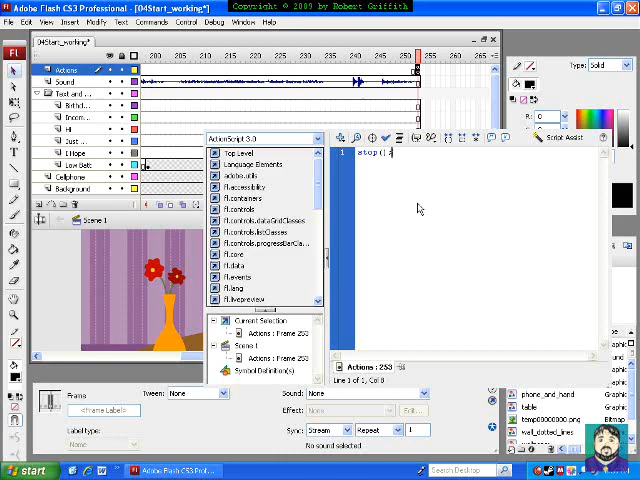 Adobe Flash CS3 - [04Start_working*]
Copyright © 2009 by Robert Griffith
File Edit View Insert Modify Text
Debug Window Help
04Start_working*
200 205 210 215 220 225 230 235 240 245 250 255 260 265
Actions
Sound
Text and ...
Birthd...
Incom...
Hi
Just ...
I Hope
Low Batt
Cellphone
Background
Scene 1
ActionScript 3.0
Top Level
Language Elements
adobe.utils
fl.accessibility
fl.containers
fl.controls
fl.controls.dataGridClasses
fl.controls.listClasses
fl.controls.progressBarCla...
fl.core
fl.data
fl.events
fl.lang
fl.livepreview
Current Selection
Actions : Frame 253
Scene 1
Actions : Frame 253
Symbol Definition(s)
Script Assist
1 stop();
Actions : 253
Line 1 of 1, Col 8
Type: Solid
R: 0
Frame
<Frame Label>
Label type:
Name
Tween: None
Sound: None
Effect:
Edit...
Sync: Stream Repeat 1
No sound selected
phone_and_hand Graphic
table Graphic
temp00000000.png Bitmap
wall_dotted_lines Graphic
start
Adobe Flash CS3 Prof...
Search Desktop